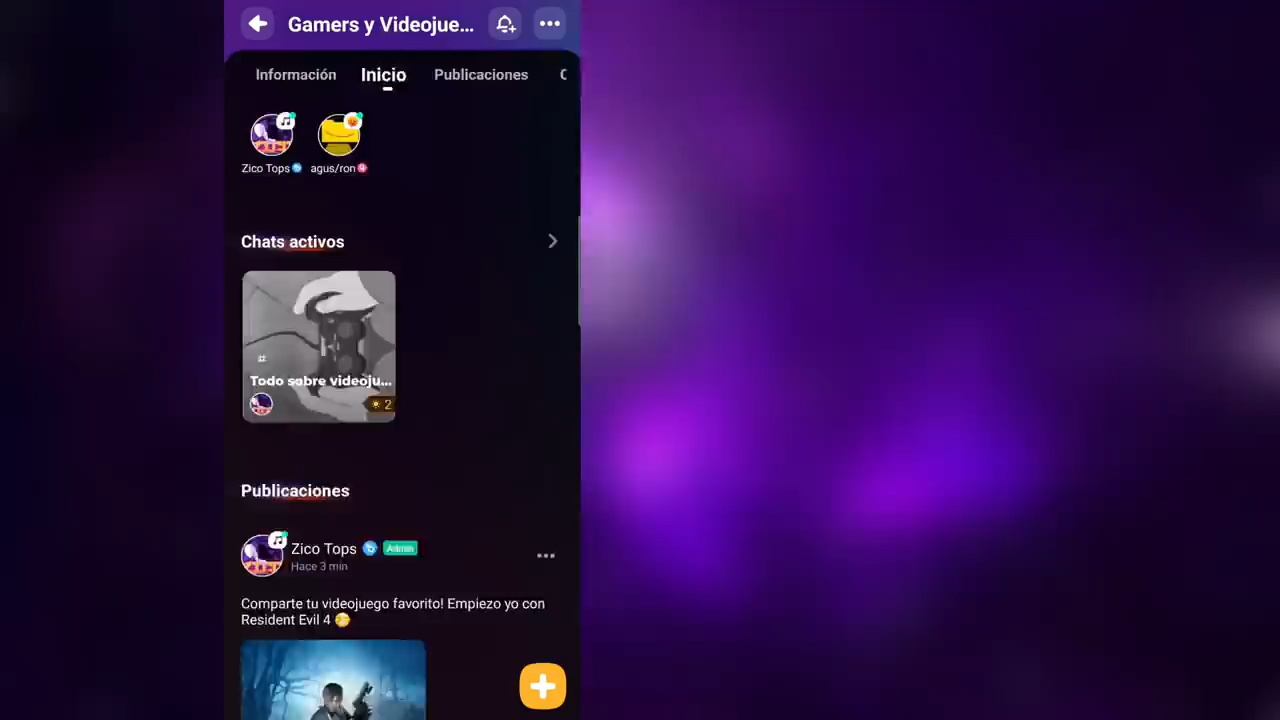 Gamers y Videojue...
Información
Inicio
Publicaciones
Zico Tops
agus/ron
Chats activos
#
Todo sobre videoju...
2
Publicaciones
Zico Tops
Admin
Hace 3 min
Comparte tu videojuego favorito! Empiezo yo con
Resident Evil 4